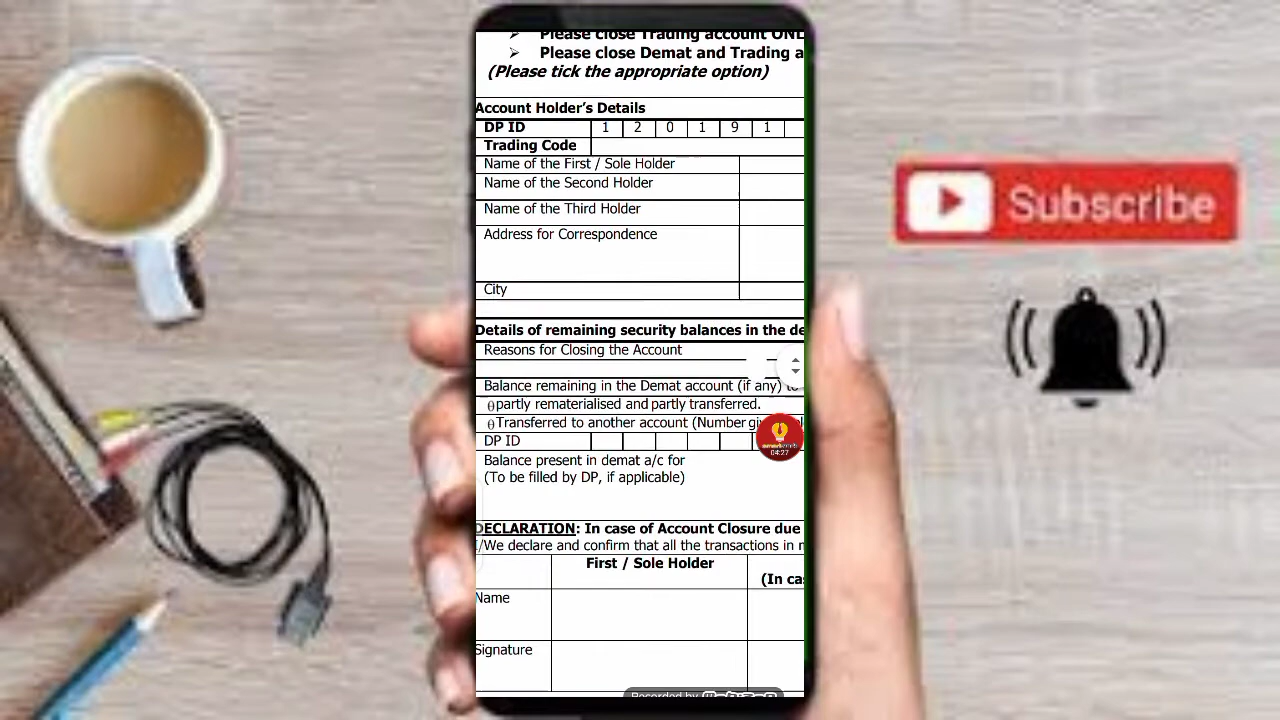 Please close Trading account ONL
Please close Demat and Trading a
(Please tick the appropriate option)
Account Holder's Details
DP ID 1 2 0 1 9 1
Trading Code
Name of the First / Sole Holder
Name of the Second Holder
Name of the Third Holder
Address for Correspondence
City
Details of remaining security balances in the de
Reasons for Closing the Account
Balance remaining in the Demat account (if any) to
θ partly rematerialised and partly transferred.
θ Transferred to another account (Number gi
DP ID
Balance present in demat a/c for
(To be filled by DP, if applicable)
DECLARATION: In case of Account Closure due
I/We declare and confirm that all the transactions in m
First / Sole Holder
(In cas
Name
Signature
04:27
Recorded by
Subscribe